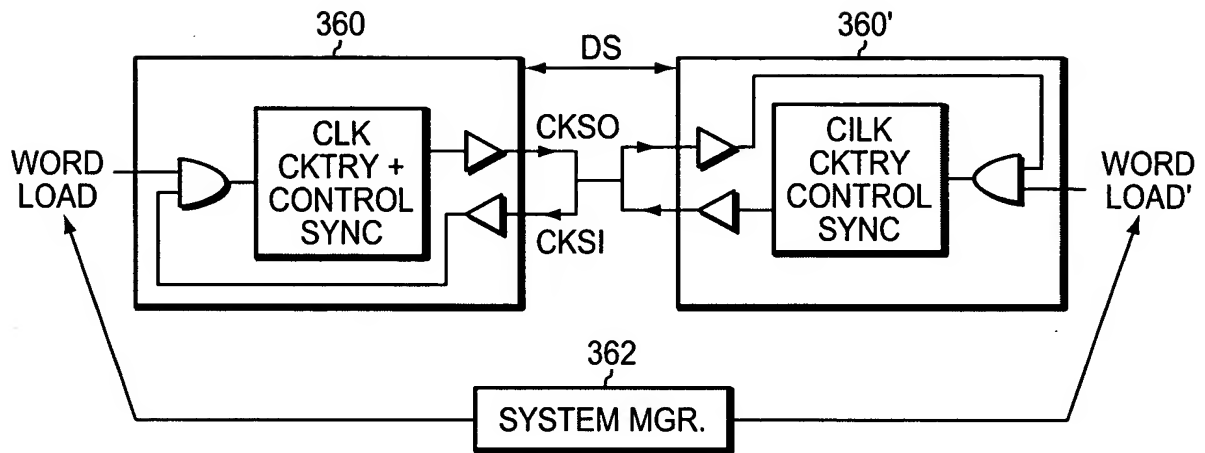 360
360'
DS
CLK
CKTRY +
CONTROL
SYNC
CKSO
CKSI
CILK
CKTRY
CONTROL
SYNC
WORD
LOAD
WORD
LOAD'
362
SYSTEM MGR.